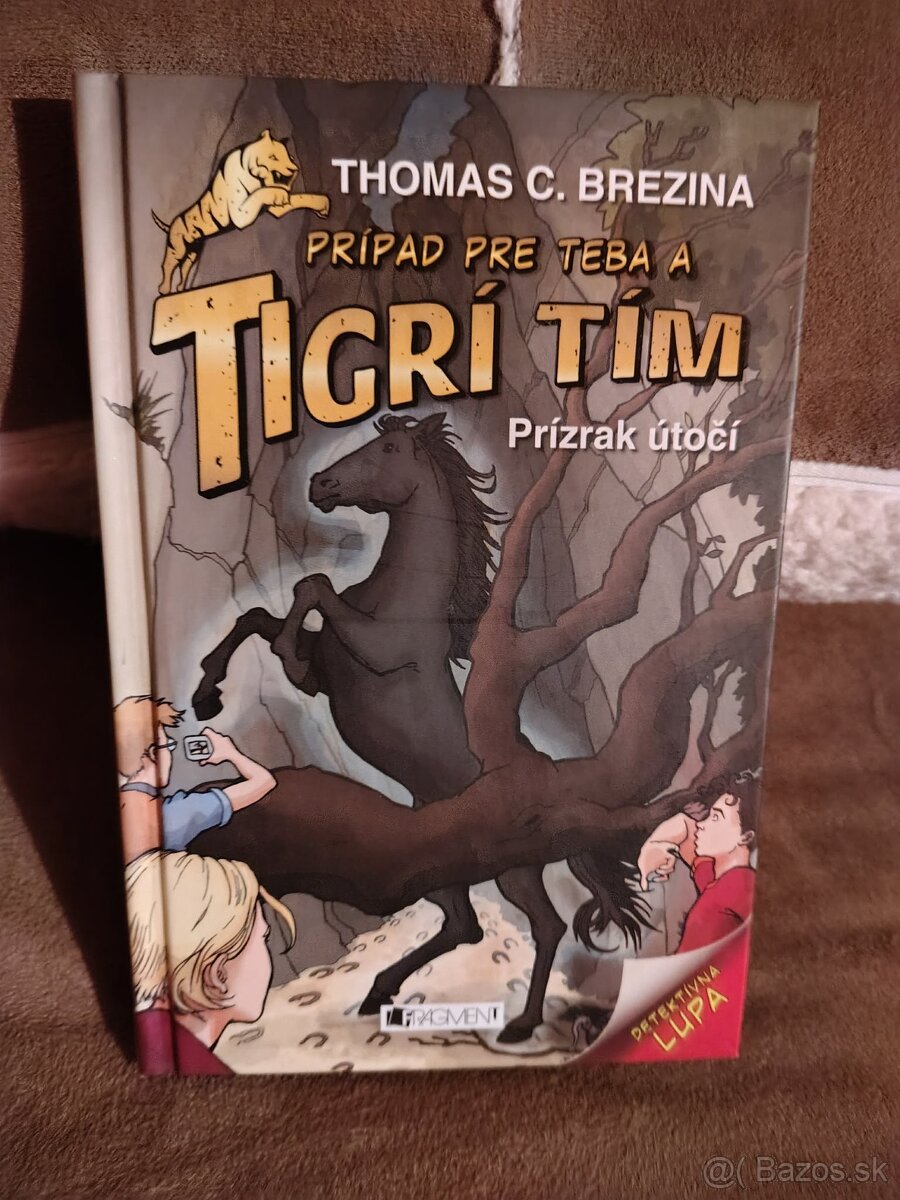 THOMAS C. BREZINA
PRÍPAD PRE TEBA A
TIGRÍ TÍM
Prízrak útočí
FRAGMENT
DETEKTÍVNA
LUPA
@( Bazos.sk